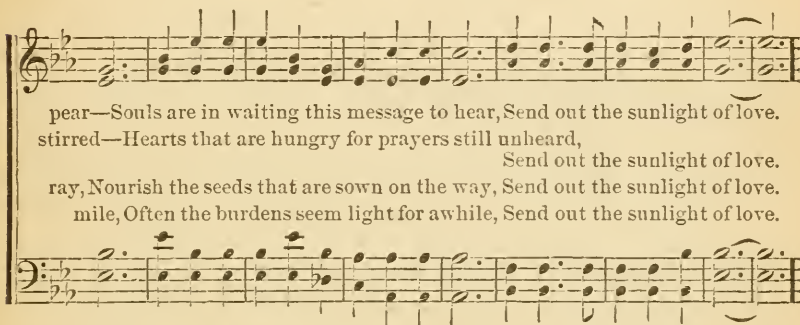 pear—Souls are in waiting this message to hear, Send out the sunlight of love.
stirred—Hearts that are hungry for prayers still unheard,
Send out the sunlight of love.
ray, Nourish the seeds that are sown on the way, Send out the sunlight of love.
mile, Often the burdens seem light for awhile, Send out the sunlight of love.